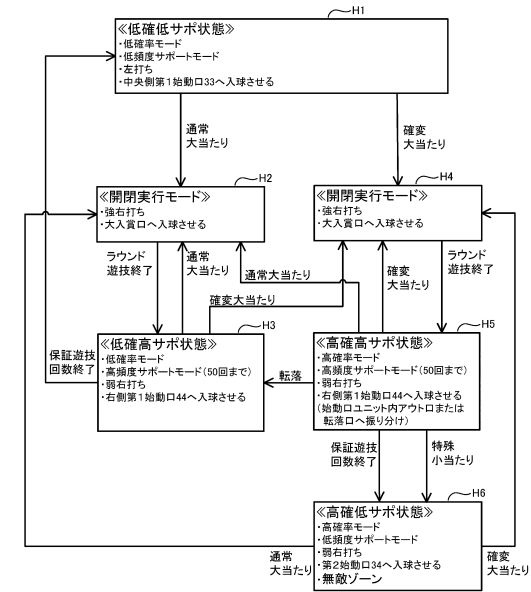 H1
≪低確低サポ状態≫
・低確率モード
・低頻度サポートモード
・左打ち
・中央側第1始動口33へ入球させる
通常
大当たり
確変
大当たり
H2
≪開閉実行モード≫
・強右打ち
・大入賞口へ入球させる
H4
≪開閉実行モード≫
・強右打ち
・大入賞口へ入球させる
ラウンド
遊技終了
通常
大当たり
通常大当たり
確変大当たり
確変
大当たり
ラウンド
遊技終了
H3
≪低確高サポ状態≫
・低確率モード
・高頻度サポートモード(50回まで)
・弱右打ち
・右側第1始動口44へ入球させる
保証遊技
回数終了
転落
H5
≪高確高サポ状態≫
・高確率モード
・高頻度サポートモード(50回まで)
・弱右打ち
・右側第1始動口44へ入球させる
(始動口ユニット内アウトロまたは
転落口へ振り分け)
保証遊技
回数終了
特殊
小当たり
H6
≪高確低サポ状態≫
・高確率モード
・低頻度サポートモード
・弱右打ち
・第2始動口34へ入球させる
・無敵ゾーン
通常
大当たり
確変
大当たり